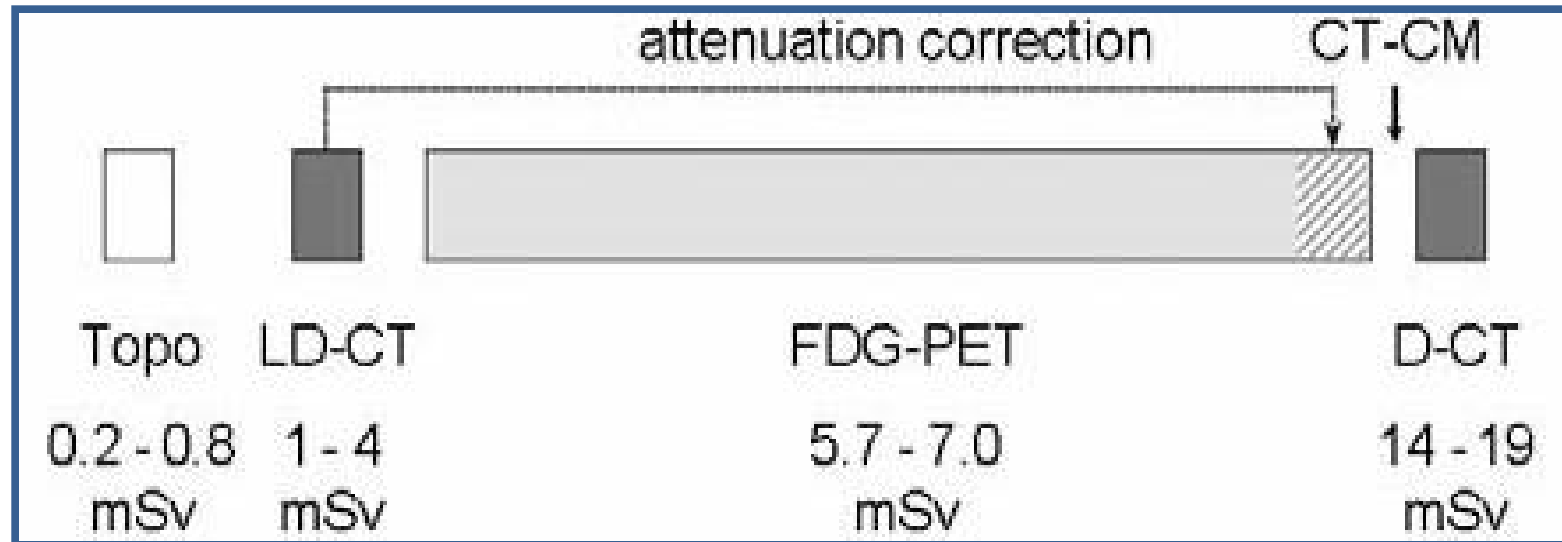 attenuation correction CT-CM
Topo LD-CT FDG-PET D-CT
0.2 - 0.8 1 - 4 5.7 - 7.0 14 - 19
mSv mSv mSv mSv